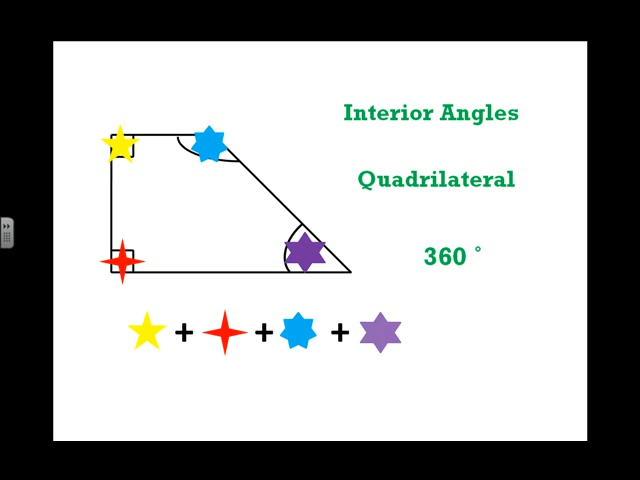 Interior Angles
Quadrilateral
360 °
+ + +